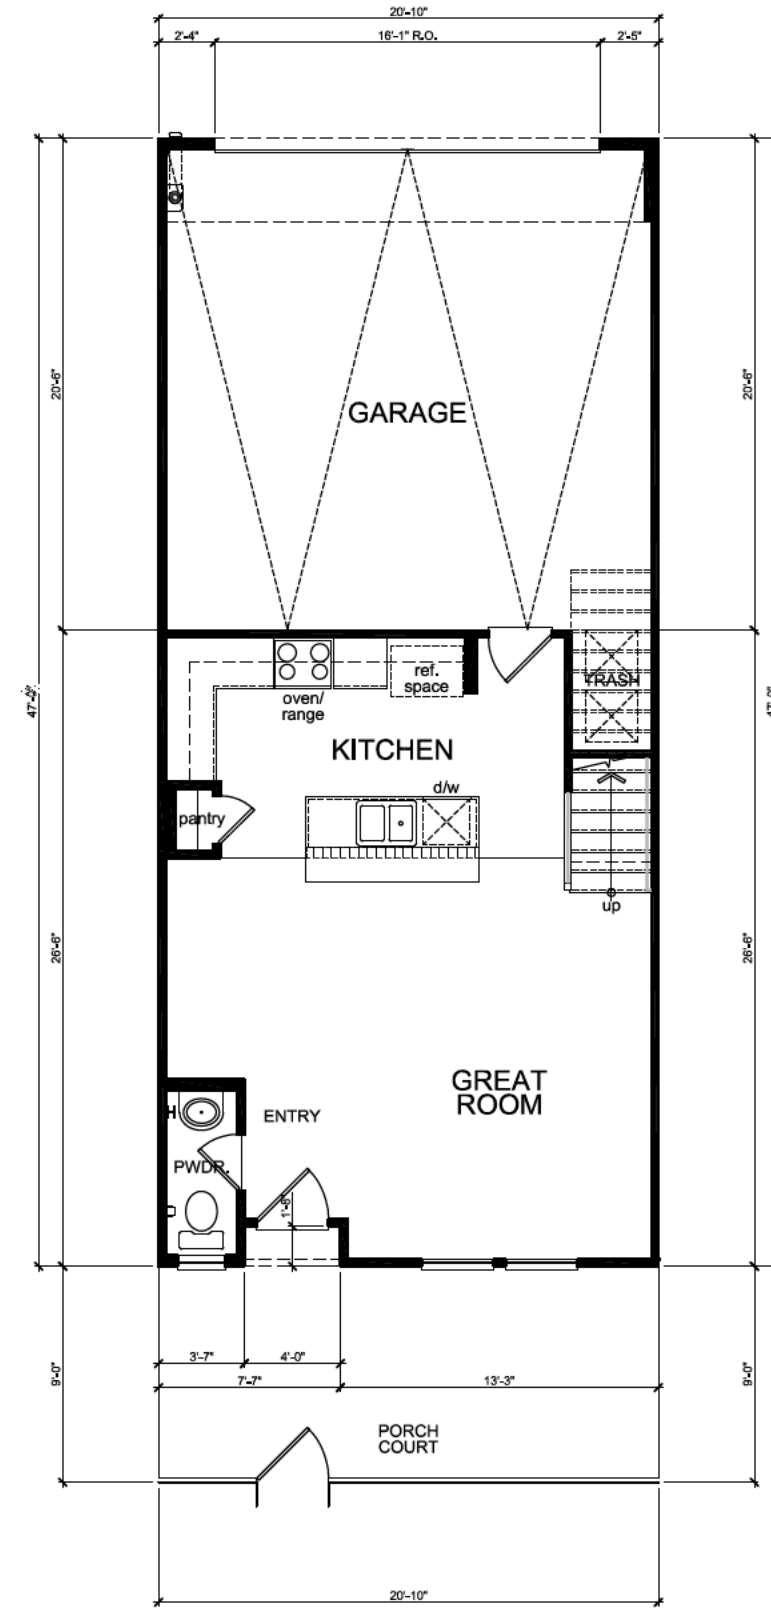 20'-10"
2'-4"
16'-1" R.O.
2'-5"
20'-6"
20'-6"
GARAGE
TRASH
ref.
space
oven/
range
KITCHEN
d/w
pantry
up
26'-6"
26'-6"
GREAT
ROOM
ENTRY
PWDR.
1'-8"
3'-7"
4'-0"
7'-7"
13'-3"
9'-0"
9'-0"
PORCH
COURT
20'-10"